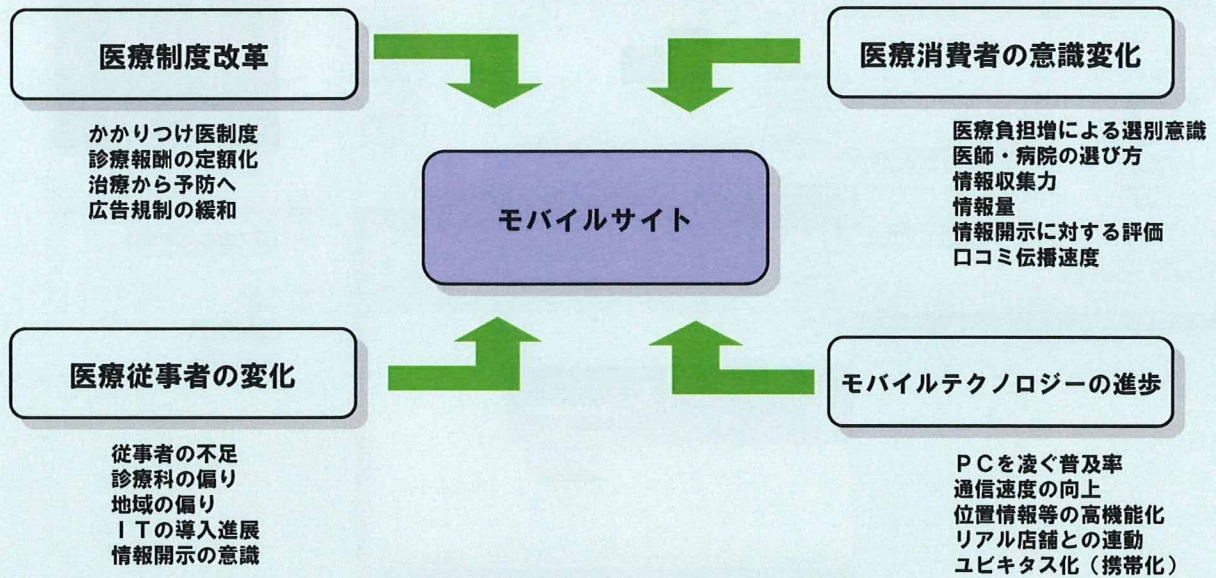 医療制度改革
かかりつけ医制度
診療報酬の定額化
治療から予防へ
広告規制の緩和
医療消費者の意識変化
医療負担増による選別意識
医師・病院の選び方
情報収集力
情報量
情報開示に対する評価
口コミ伝播速度
モバイルサイト
医療従事者の変化
従事者の不足
診療科の偏り
地域の偏り
ＩＴの導入進展
情報開示の意識
モバイルテクノロジーの進歩
ＰＣを凌ぐ普及率
通信速度の向上
位置情報等の高機能化
リアル店舗との連動
ユビキタス化（携帯化）